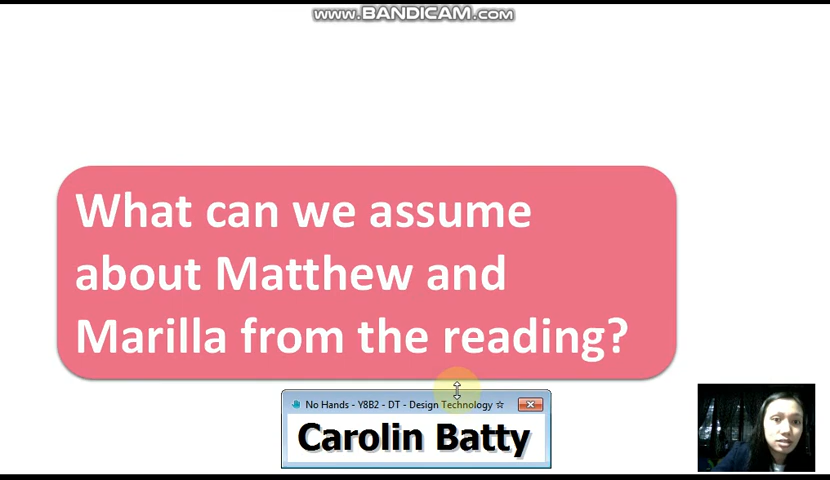 www.BANDICAM.com
What can we assume
about Matthew and
Marilla from the reading?
No Hands - Y8B2 - DT - Design Technology ☆
Carolin Batty